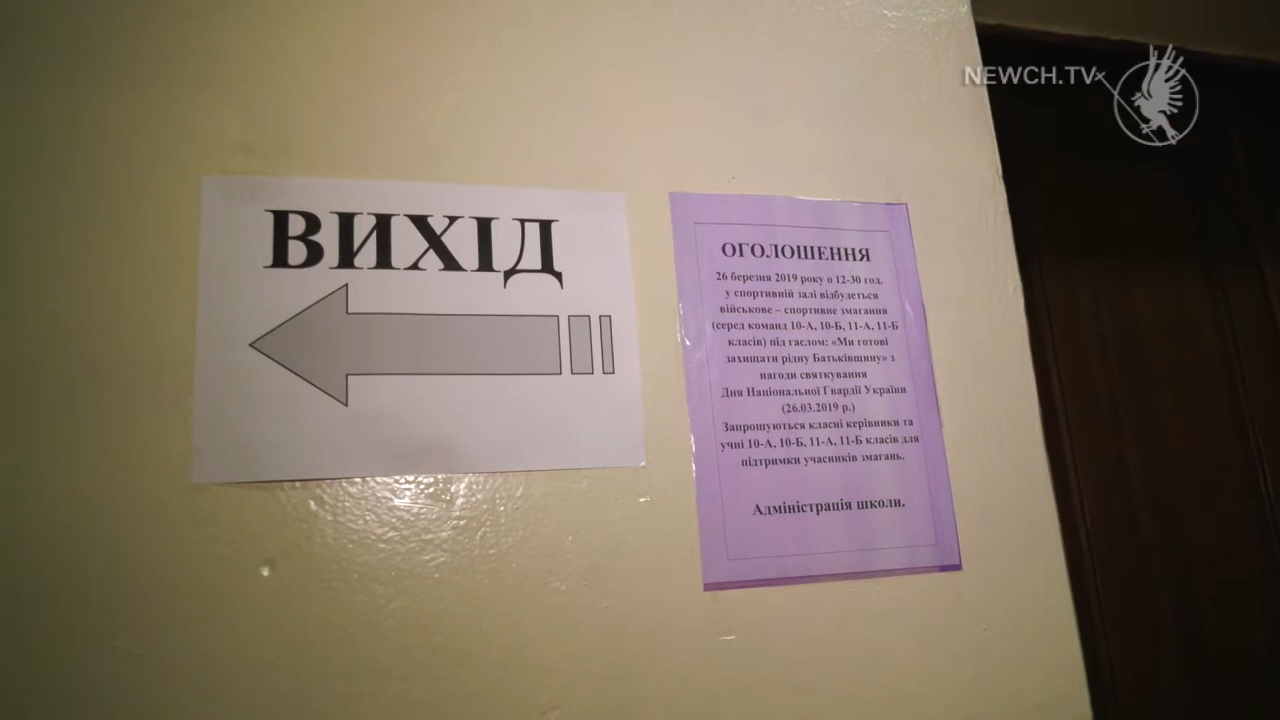 NEWCH.TV
ВИХІД
ОГОЛОШЕННЯ
26 березня 2019 року о 12-30 год.
у спортивній залі відбудеться
військове – спортивне змагання
(серед команд 10-А, 10-Б, 11-А, 11-Б
класів) під гаслом: «Ми готові
захищати рідну Батьківщину» з
нагоди святкування
Дня Національної Гвардії України
(26.03.2019 р.)
Запрошуються класні керівники та
учні 10-А, 10-Б, 11-А, 11-Б класів для
підтримки учасників змагань.
Адміністрація школи.